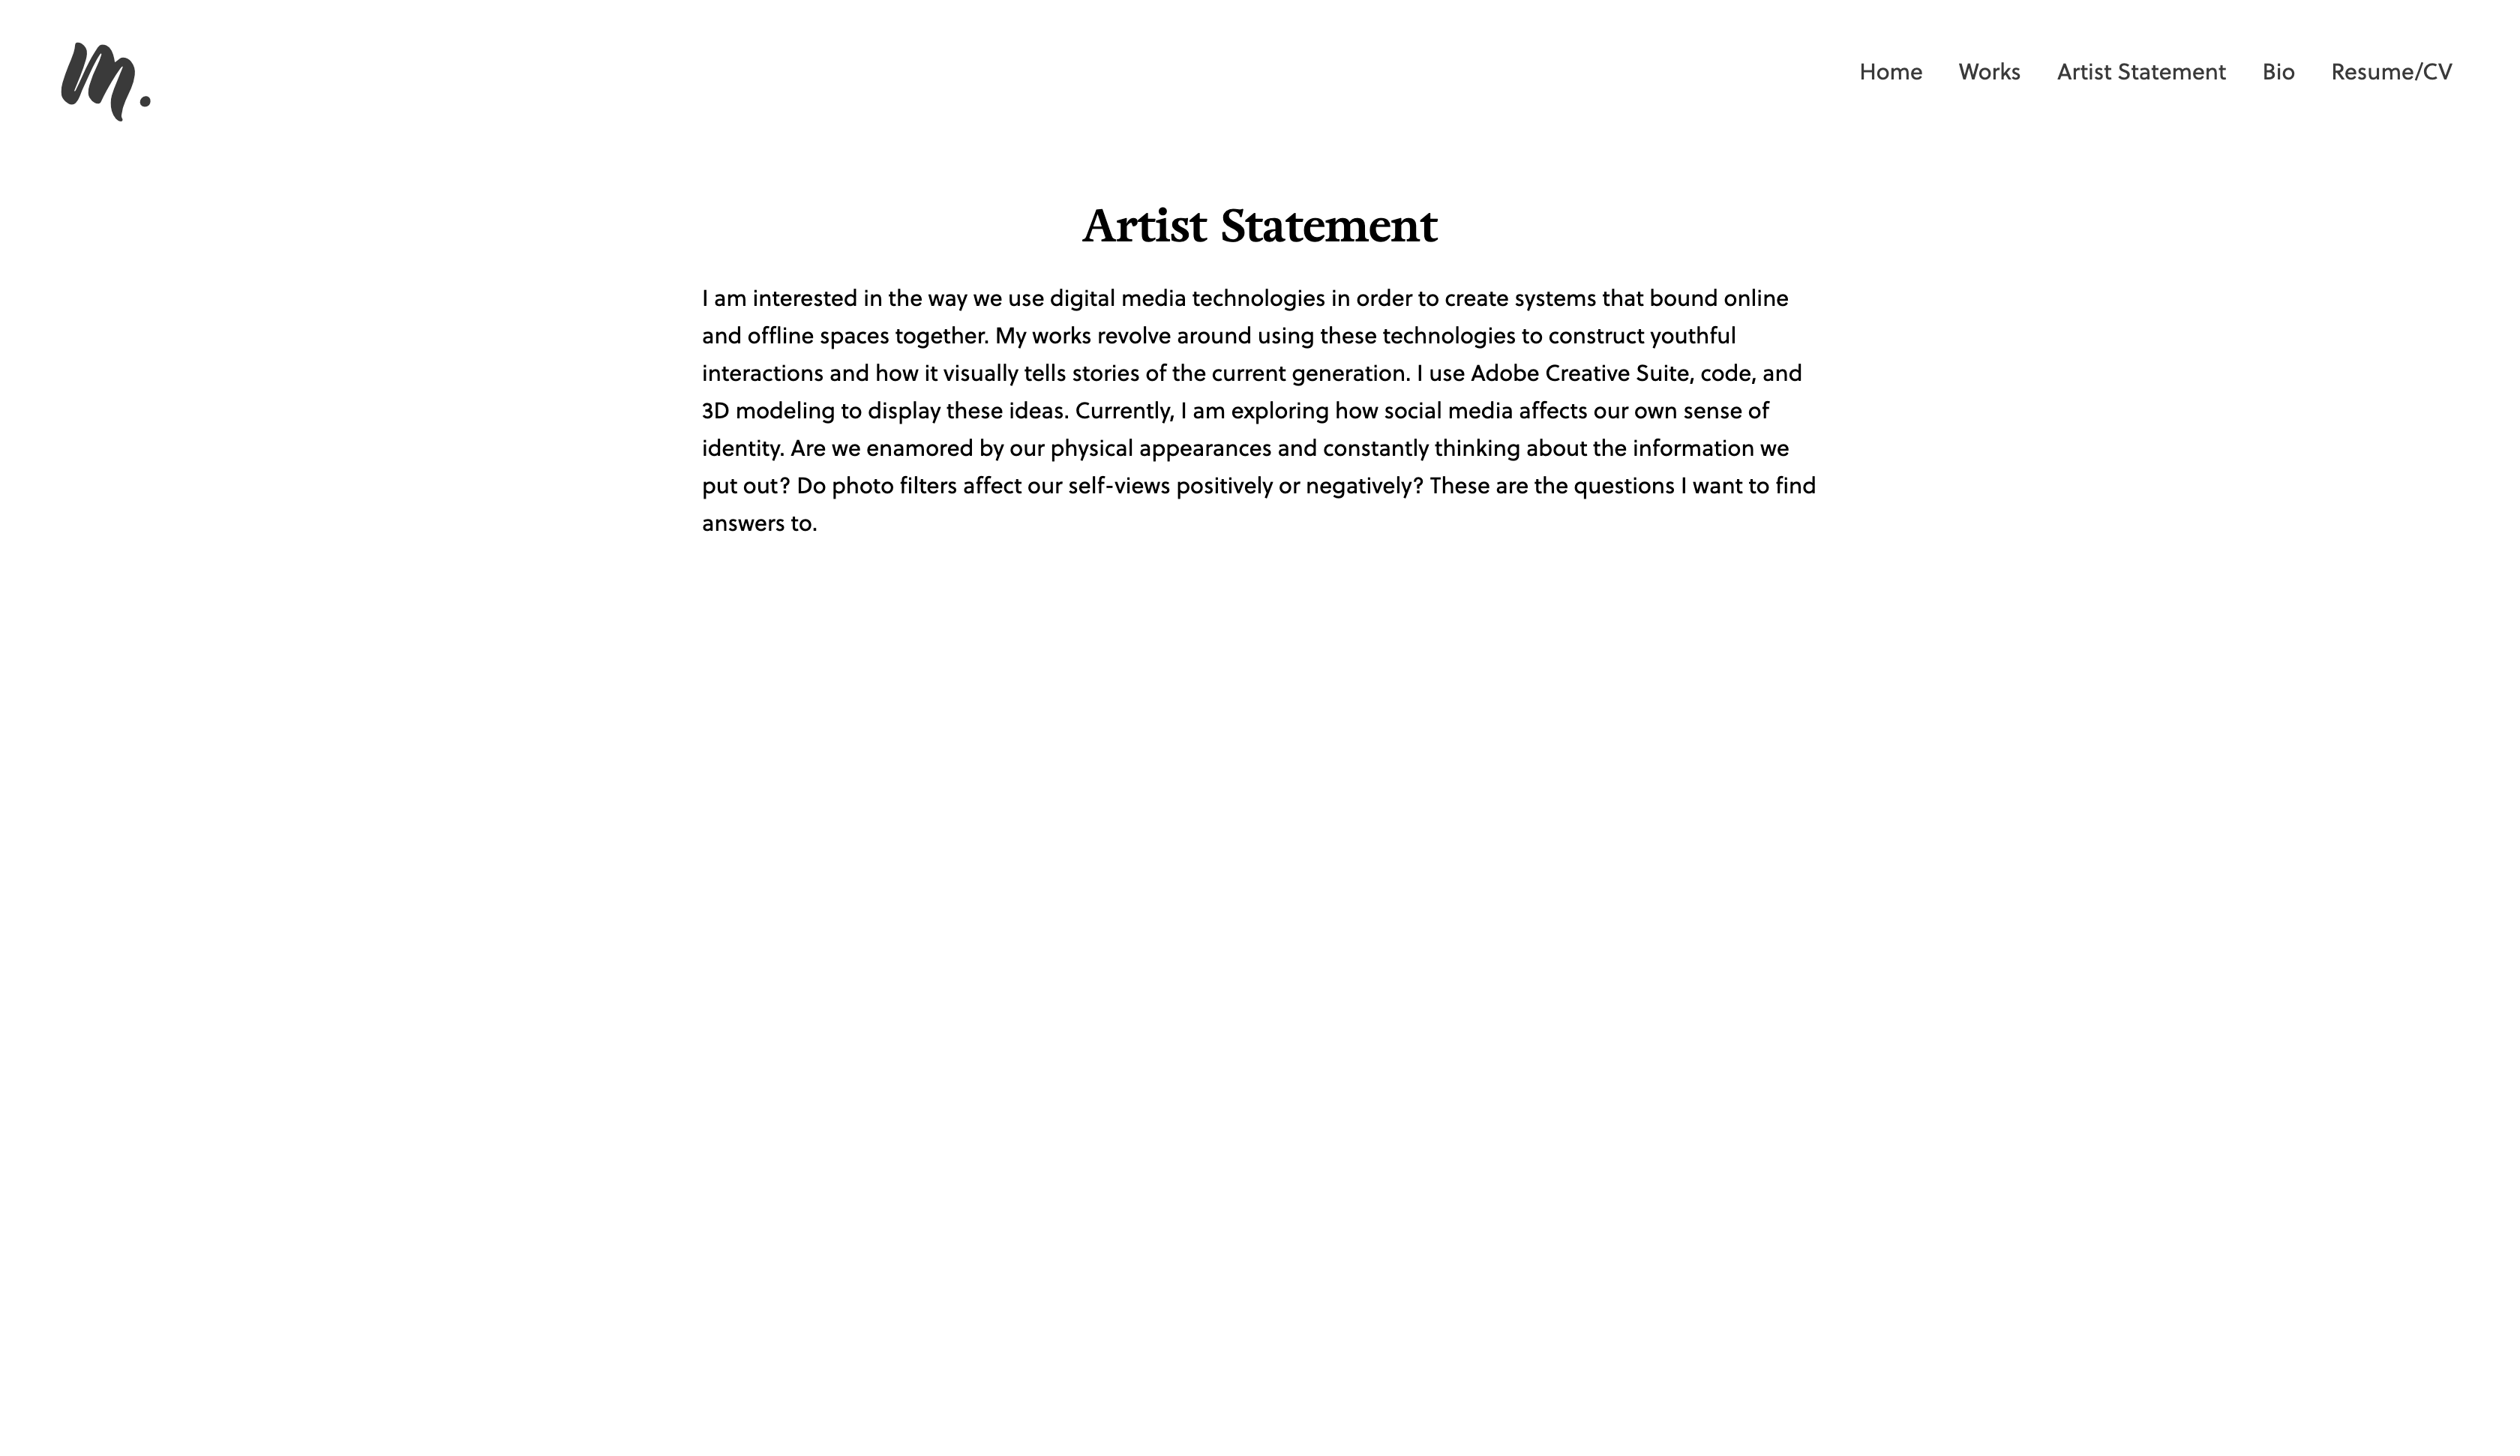 m.
Home Works Artist Statement Bio Resume/CV
Artist Statement
I am interested in the way we use digital media technologies in order to create systems that bound online
and offline spaces together. My works revolve around using these technologies to construct youthful
interactions and how it visually tells stories of the current generation. I use Adobe Creative Suite, code, and
3D modeling to display these ideas. Currently, I am exploring how social media affects our own sense of
identity. Are we enamored by our physical appearances and constantly thinking about the information we
put out? Do photo filters affect our self-views positively or negatively? These are the questions I want to find
answers to.